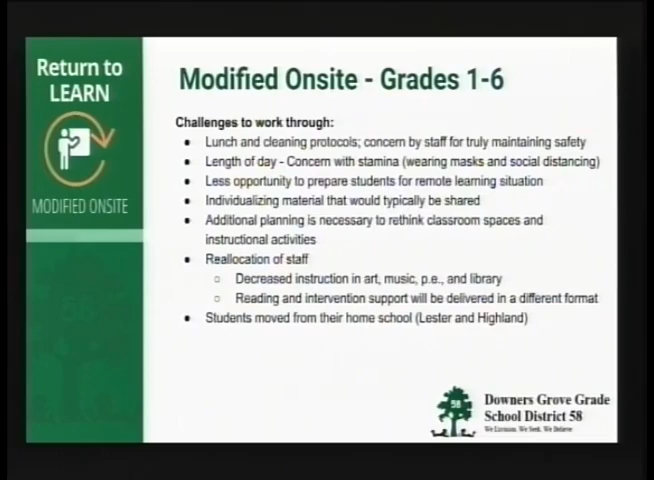 Return to
LEARN
MODIFIED ONSITE
Modified Onsite - Grades 1-6
Challenges to work through:
● Lunch and cleaning protocols; concern by staff for truly maintaining safety
● Length of day - Concern with stamina (wearing masks and social distancing)
● Less opportunity to prepare students for remote learning situation
● Individualizing material that would typically be shared
● Additional planning is necessary to rethink classroom spaces and
instructional activities
● Reallocation of staff
○ Decreased instruction in art, music, p.e., and library
○ Reading and intervention support will be delivered in a different format
● Students moved from their home school (Lester and Highland)
58
58
Downers Grove Grade
School District 58
We Believe